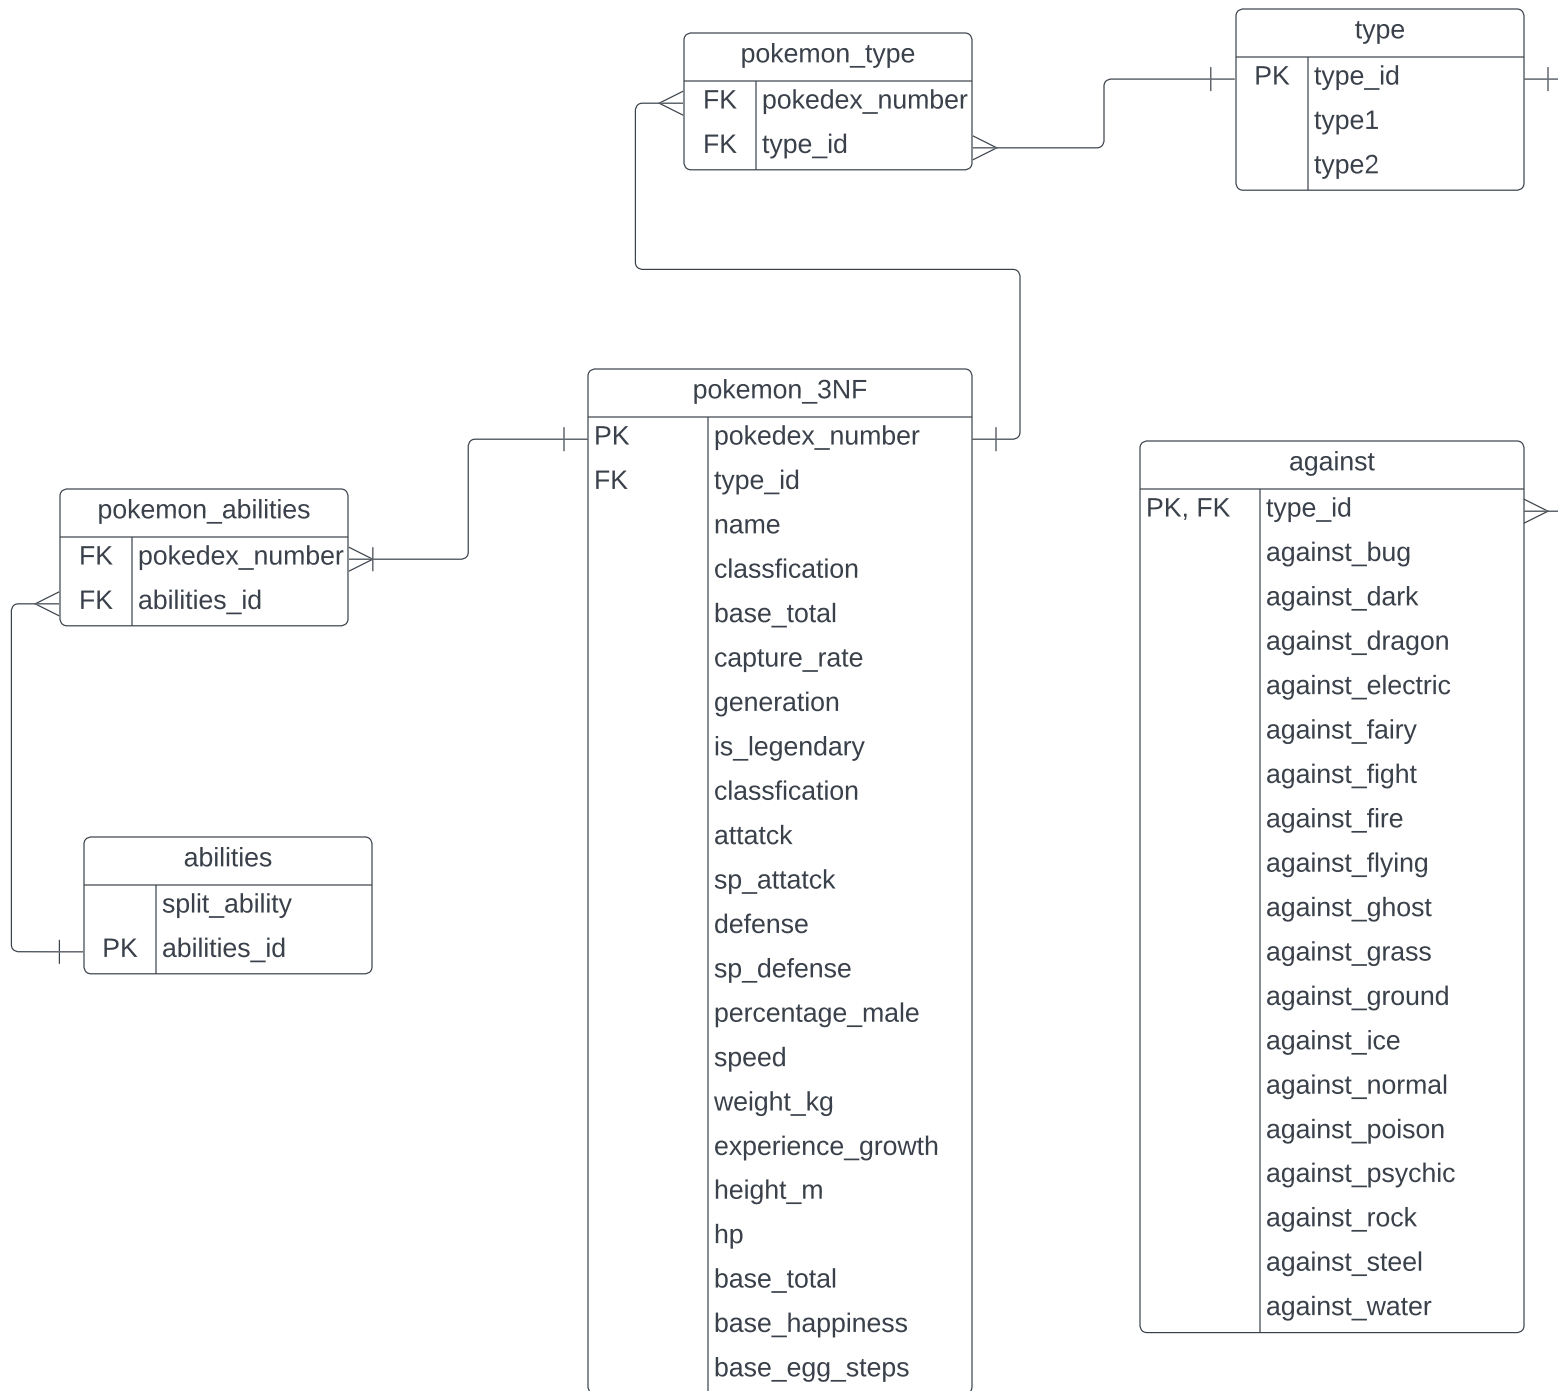 pokemon_type
FK pokedex_number
FK type_id
type
PK type_id
type1
type2
pokemon_3NF
PK pokedex_number
FK type_id
name
classfication
base_total
capture_rate
generation
is_legendary
classfication
attatck
sp_attatck
defense
sp_defense
percentage_male
speed
weight_kg
experience_growth
height_m
hp
base_total
base_happiness
base_egg_steps
pokemon_abilities
FK pokedex_number
FK abilities_id
abilities
split_ability
PK abilities_id
against
PK, FK type_id
against_bug
against_dark
against_dragon
against_electric
against_fairy
against_fight
against_fire
against_flying
against_ghost
against_grass
against_ground
against_ice
against_normal
against_poison
against_psychic
against_rock
against_steel
against_water